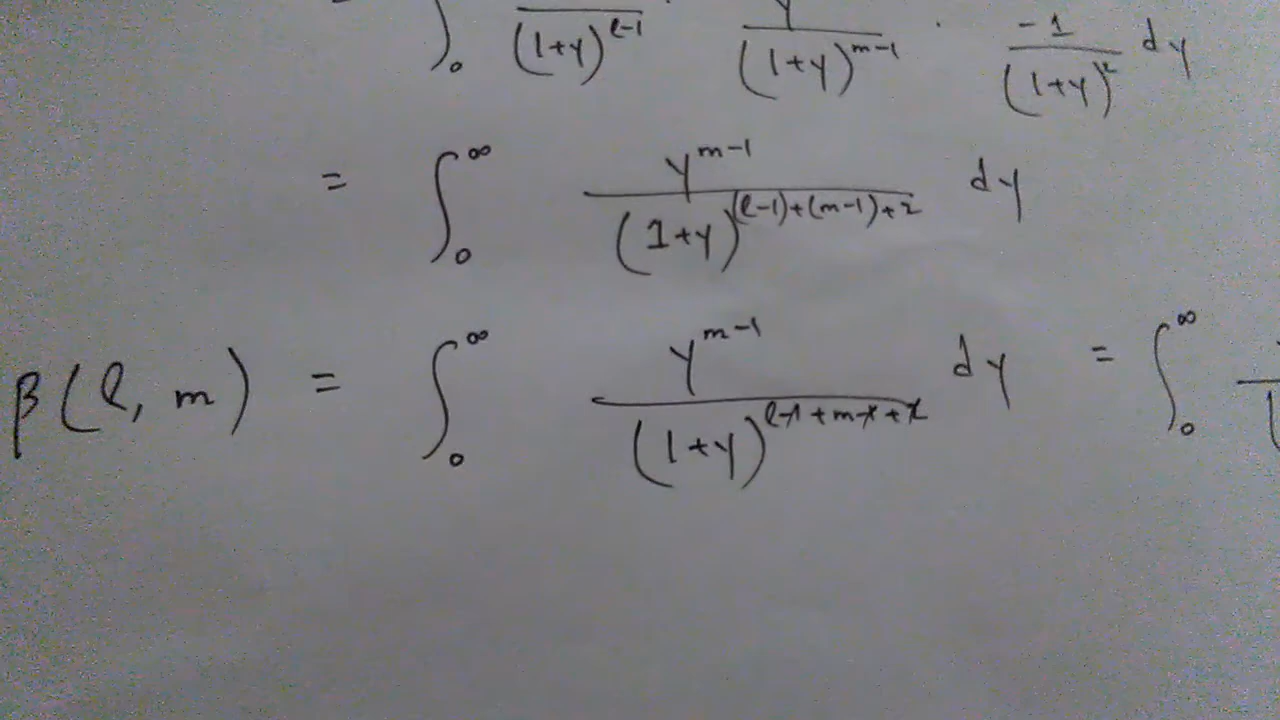 = ∫₀ 1/(1+y)^(l-1) · y/(1+y)^(m-1) · -1/(1+y)² dy
= ∫₀^∞ y^(m-1)/(1+y)^((l-1)+(m-1)+2) dy
β(l, m) = ∫₀^∞ y^(m-1)/(1+y)^(l-1+m-1+2) dy = ∫₀^∞